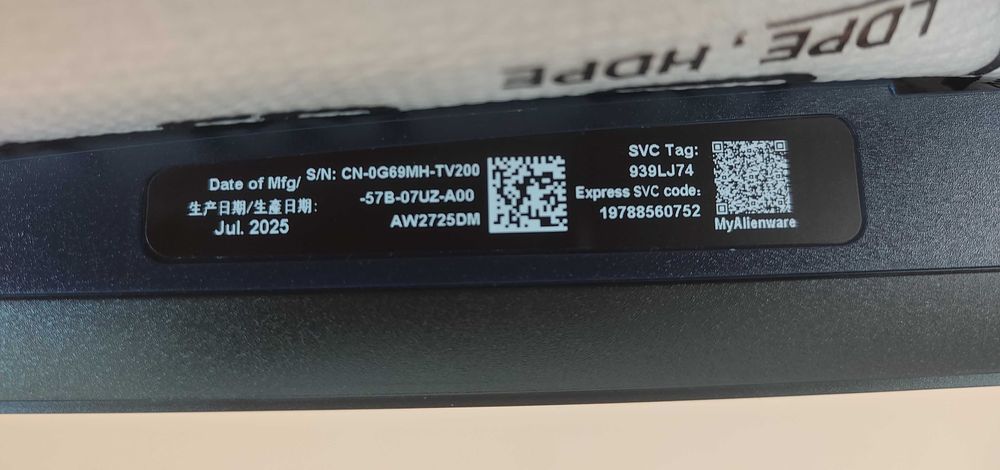 LDPE, HDPE
Date of Mfg/
生产日期/生產日期:
Jul. 2025
S/N: CN-0G69MH-TV200
-57B-07UZ-A00
AW2725DM
SVC Tag:
939LJ74
Express SVC code:
19788560752
MyAlienware